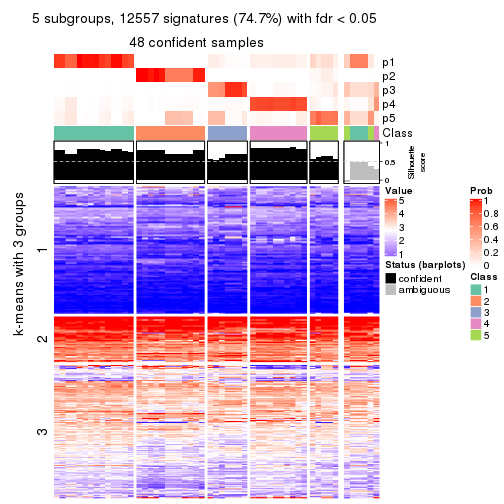 5 subgroups, 12557 signatures (74.7%) with fdr < 0.05
48 confident samples
p1
p2
p3
p4
p5
Class
1
0.5
0
Silhouette
score
k-means with 3 groups
1
2
3
Value
5
4
3
2
1
Status (barplots)
confident
ambiguous
Prob
1
0.8
0.6
0.4
0.2
0
Class
1
2
3
4
5